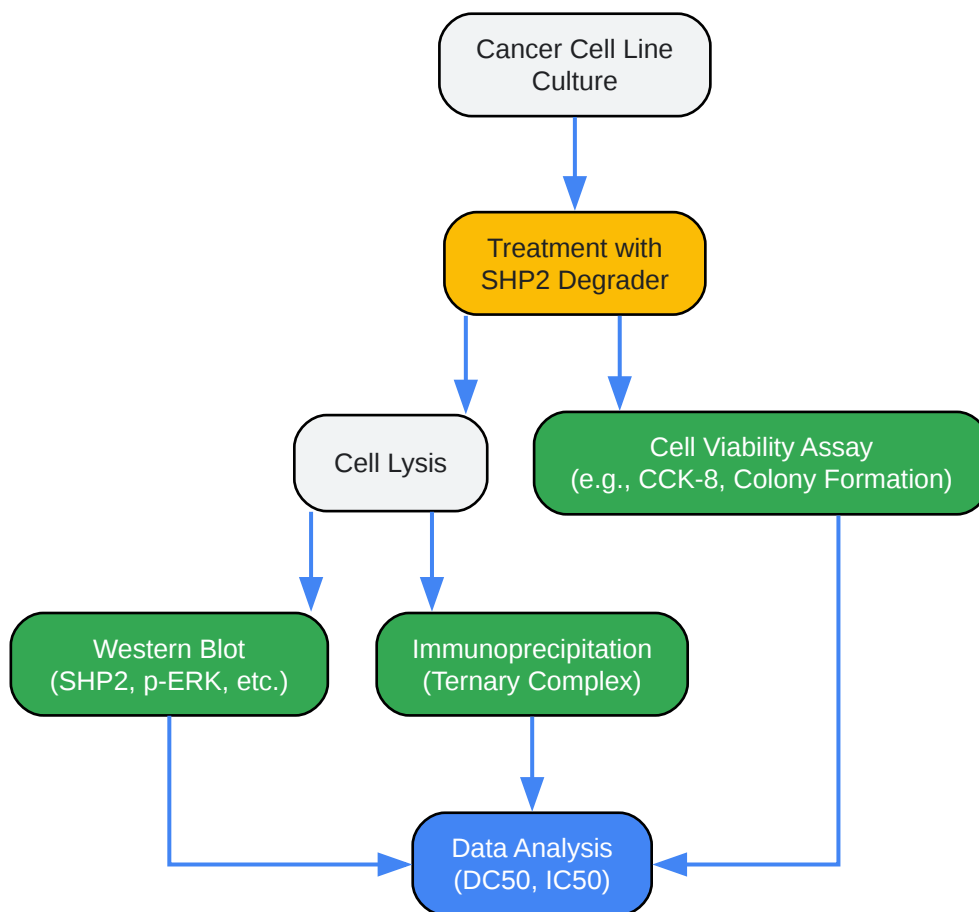 Cancer Cell Line
Culture
Treatment with
SHP2 Degrader
Cell Lysis
Cell Viability Assay
(e.g., CCK-8, Colony Formation)
Western Blot
(SHP2, p-ERK, etc.)
Immunoprecipitation
(Ternary Complex)
Data Analysis
(DC50, IC50)